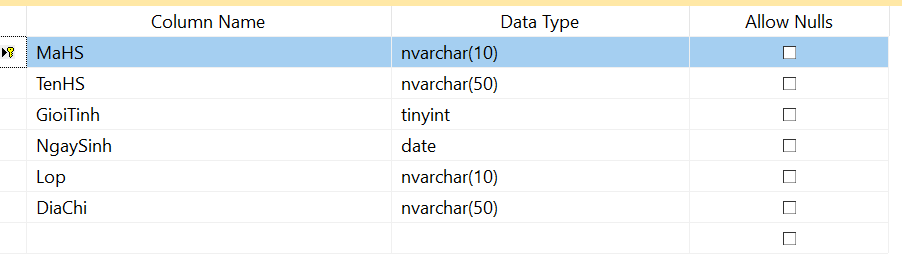 Column Name Data Type Allow Nulls
MaHS nvarchar(10)
TenHS nvarchar(50)
GioiTinh tinyint
NgaySinh date
Lop nvarchar(10)
DiaChi nvarchar(50)